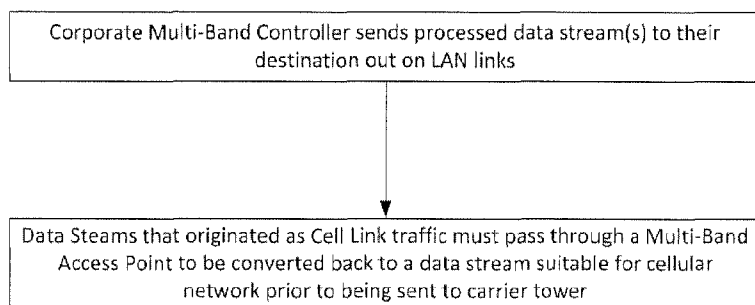 Corporate Multi-Band Controller sends processed data stream(s) to their
destination out on LAN links
Data Steams that originated as Cell Link traffic must pass through a Multi-Band
Access Point to be converted back to a data stream suitable for cellular
network prior to being sent to carrier tower